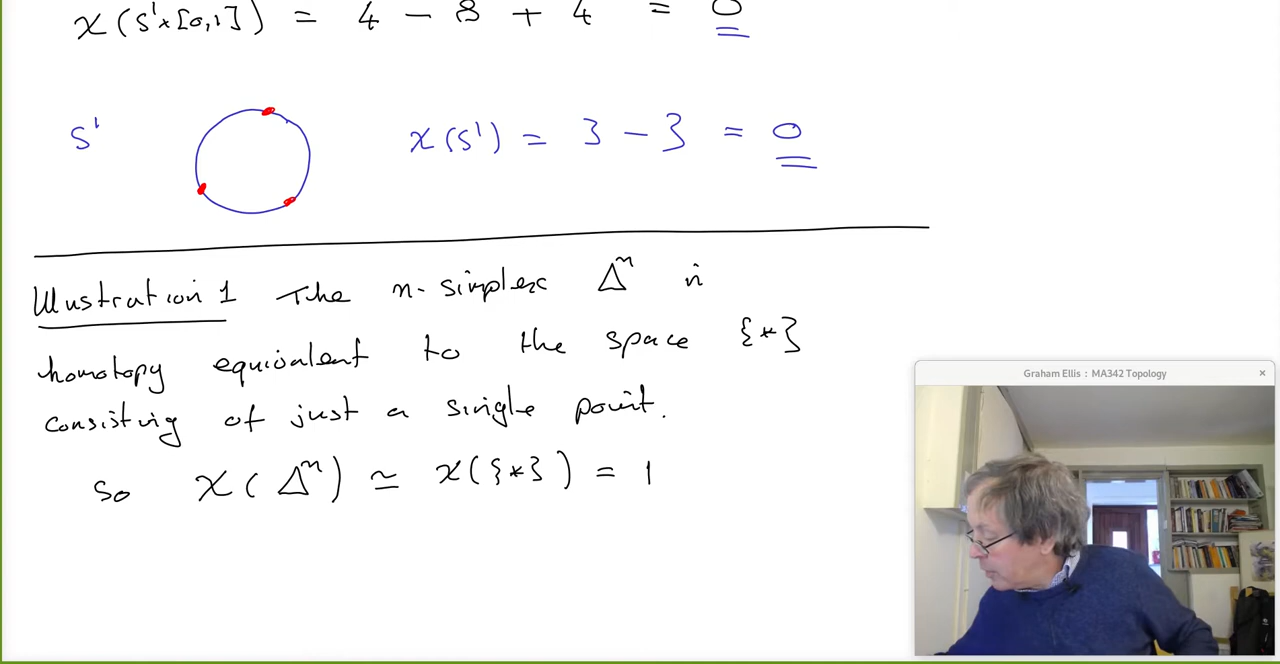 χ(S¹×[0,1]) = 4 - 8 + 4 = 0
S¹ χ(S¹) = 3 - 3 = 0
Illustration 1 The n-simplex Δⁿ is
homotopy equivalent to the space {*}
consisting of just a single point.
So χ(Δⁿ) ≃ χ({*}) = 1
Graham Ellis : MA342 Topology ×